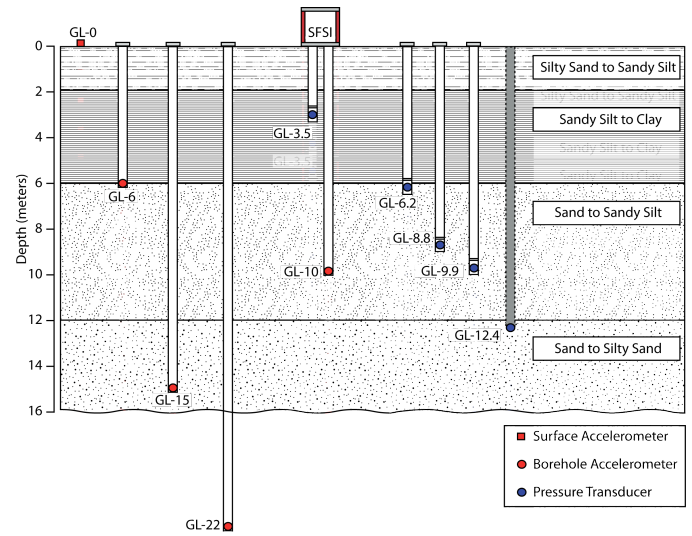 GL-0
SFSI
0
2
4
6
8
10
12
14
16
Depth (meters)
Silty Sand to Sandy Silt
Sandy Silt to Clay
Sand to Sandy Silt
Sand to Silty Sand
GL-3.5
GL-6
GL-6.2
GL-8.8
GL-10
GL-9.9
GL-12.4
GL-15
GL-22
Surface Accelerometer
Borehole Accelerometer
Pressure Transducer